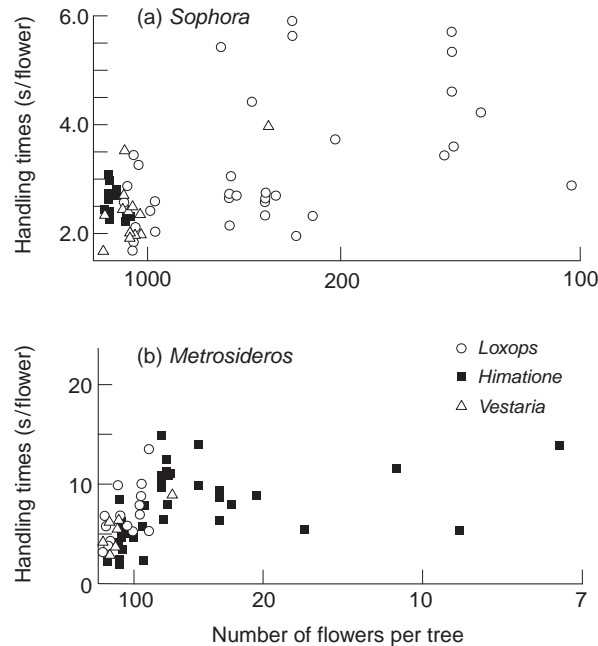 (a) Sophora
Handling times (s/flower)
6.0
4.0
2.0
1000 200 100
(b) Metrosideros
Loxops
Himatione
Vestaria
Handling times (s/flower)
20
10
0
100 20 10 7
Number of flowers per tree